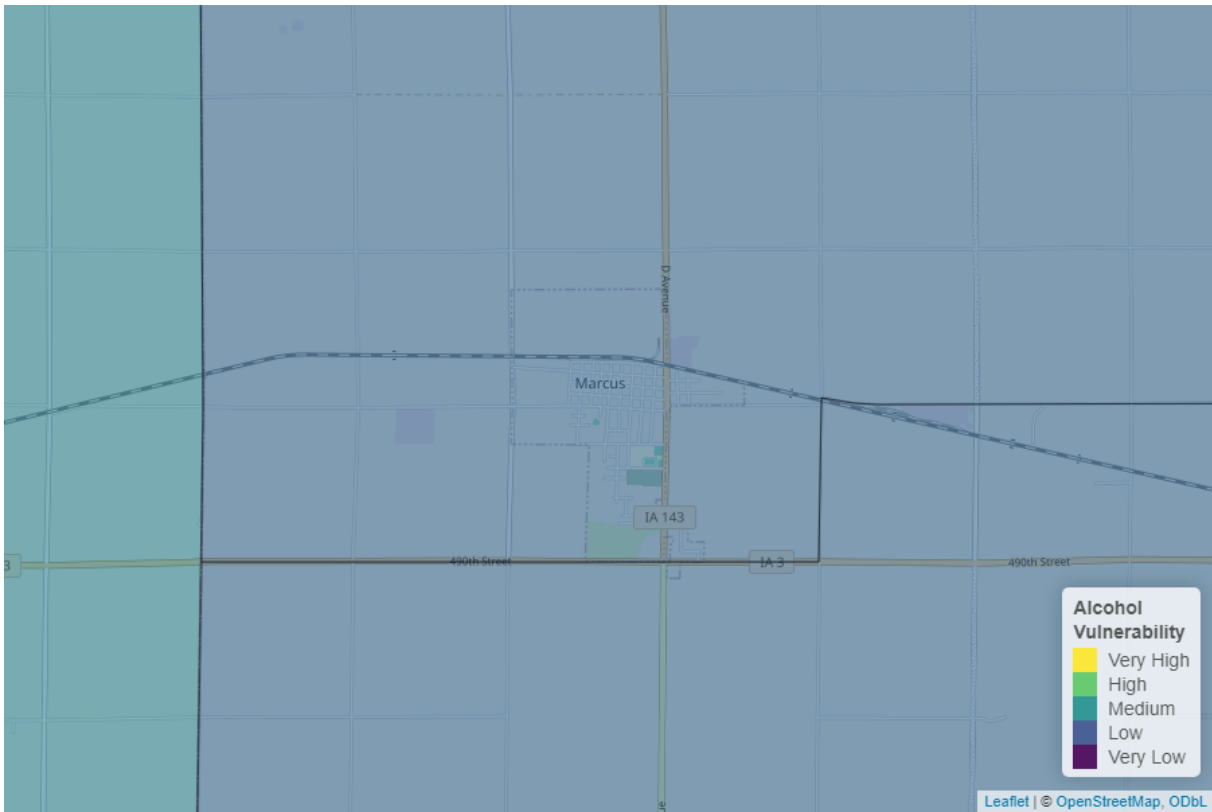 D Avenue
Marcus
IA 143
3
490th Street
IA 3
490th Street
Alcohol
Vulnerability
Very High
High
Medium
Low
Very Low
ue
Leaflet | © OpenStreetMap, ODbL